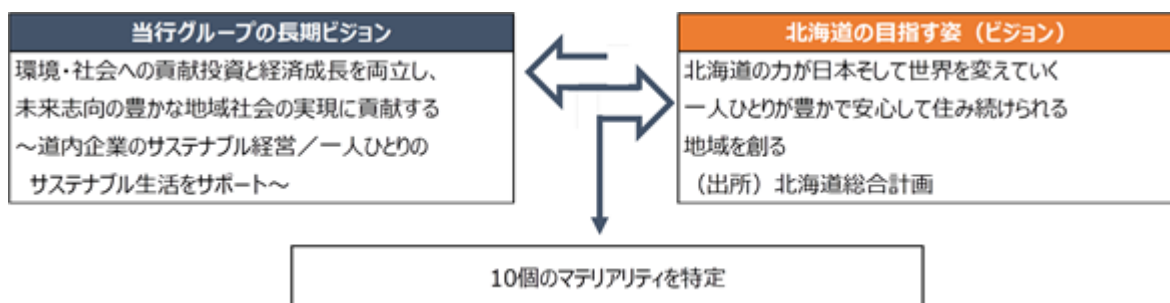 当行グループの長期ビジョン
環境・社会への貢献投資と経済成長を両立し、
未来志向の豊かな地域社会の実現に貢献する
～道内企業のサステナブル経営／一人ひとりの
サステナブル生活をサポート～
北海道の目指す姿（ビジョン）
北海道の力が日本そして世界を変えていく
一人ひとりが豊かで安心して住み続けられる
地域を創る
（出所）北海道総合計画
10個のマテリアリティを特定